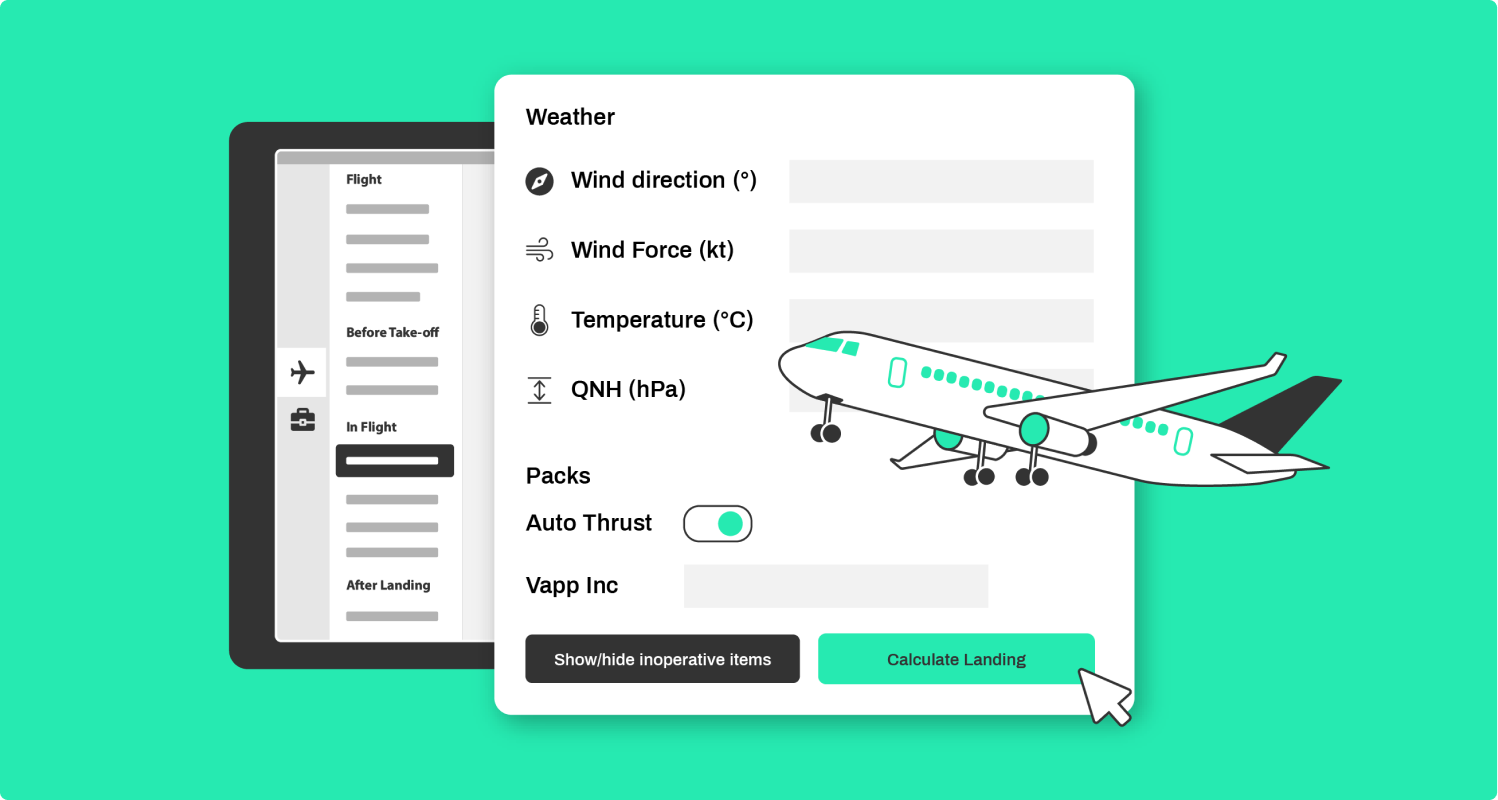 Flight
Before Take-off
In Flight
After Landing
Weather
Wind direction (°)
Wind Force (kt)
Temperature (°C)
QNH (hPa)
Packs
Auto Thrust
Vapp Inc
Show/hide inoperative items
Calculate Landing